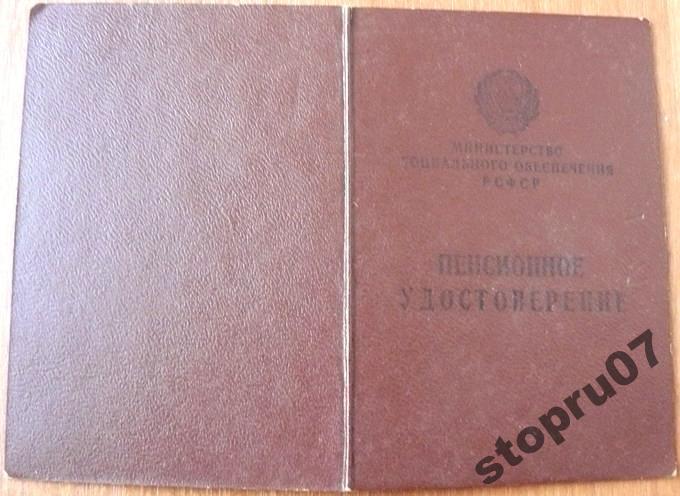 МИНИСТЕРСТВО
СОЦИАЛЬНОГО ОБЕСПЕЧЕНИЯ
РСФСР
ПЕНСИОННОЕ
УДОСТОВЕРЕНИЕ
stopru07